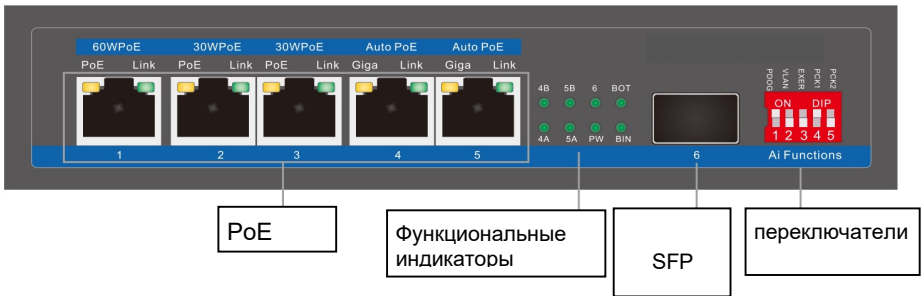 60WPoE 30WPoE 30WPoE Auto PoE Auto PoE
PoE Link PoE Link PoE Link Giga Link Giga Link
4B 5B 6 BOT
4A 5A PW BIN
PDOG VLAN EXER PCK1 PCK2
ON DIP
1 2 3 4 5
1 2 3 4 5 6 Ai Functions
PoE
Функциональные
индикаторы
SFP
переключатели